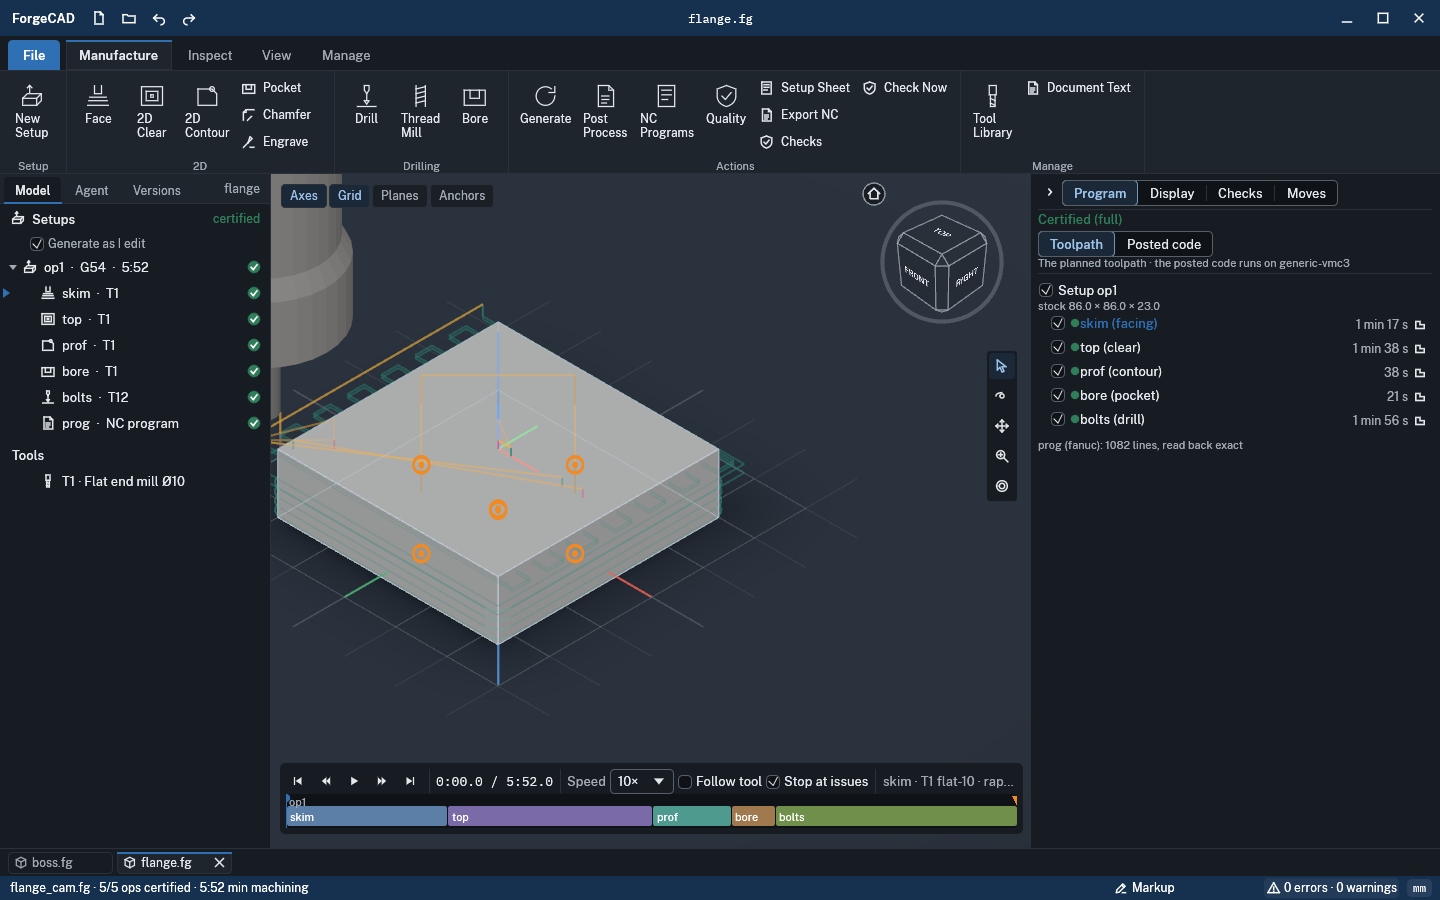 ForgeCAD
flange.fg
File
Manufacture
Inspect
View
Manage
New Setup
Setup
Face
2D Clear
2D Contour
Pocket
Chamfer
Engrave
2D
Drill
Thread Mill
Bore
Drilling
Generate
Post Process
NC Programs
Quality
Setup Sheet
Export NC
Checks
Check Now
Actions
Tool Library
Document Text
Manage
Model
Agent
Versions
flange
Setups
certified
Generate as I edit
op1 · G54 · 5:52
skim · T1
top · T1
prof · T1
bore · T1
bolts · T12
prog · NC program
Tools
T1 · Flat end mill Ø10
Axes
Grid
Planes
Anchors
TOP
FRONT
RIGHT
0:00.0 / 5:52.0
Speed
10×
Follow tool
Stop at issues
skim · T1 flat-10 · rap...
op1
skim
top
prof
bore
bolts
Program
Display
Checks
Moves
Certified (full)
Toolpath
Posted code
The planned toolpath · the posted code runs on generic-vmc3
Setup op1
stock 86.0 × 86.0 × 23.0
skim (facing) 1 min 17 s
top (clear) 1 min 38 s
prof (contour) 38 s
bore (pocket) 21 s
bolts (drill) 1 min 56 s
prog (fanuc): 1082 lines, read back exact
boss.fg
flange.fg
flange_cam.fg · 5/5 ops certified · 5:52 min machining
Markup
0 errors · 0 warnings
mm